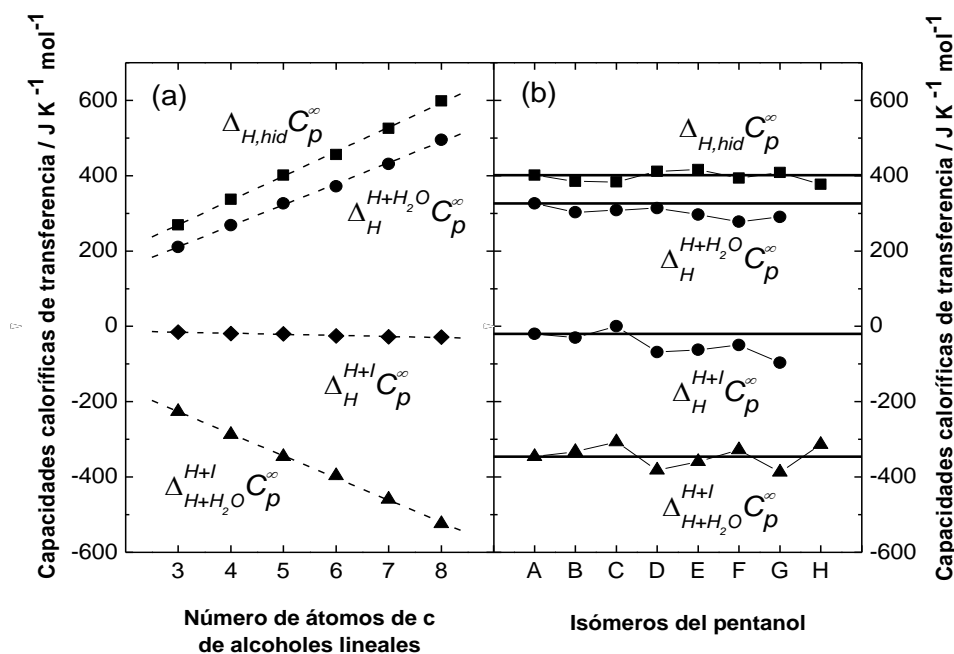 Capacidades caloríficas de transferencia / J K⁻¹ mol⁻¹
600
400
200
0
-200
-400
-600
(a)
Δ_{H,hid}C_p^∞
Δ_H^{H+H₂O}C_p^∞
Δ_H^{H+I}C_p^∞
Δ_{H+H₂O}^{H+I}C_p^∞
3 4 5 6 7 8
Número de átomos de c
de alcoholes lineales
(b)
Δ_{H,hid}C_p^∞
Δ_H^{H+H₂O}C_p^∞
Δ_H^{H+I}C_p^∞
Δ_{H+H₂O}^{H+I}C_p^∞
A B C D E F G H
Isómeros del pentanol
600
400
200
0
-200
-400
-600
Capacidades caloríficas de transferencia / J K⁻¹ mol⁻¹